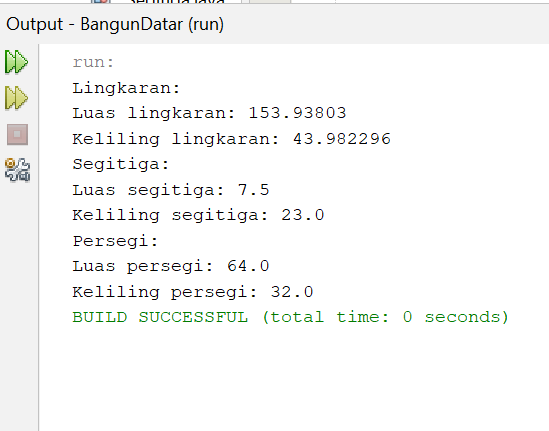 Output - BangunDatar (run)
run:
Lingkaran:
Luas lingkaran: 153.93803
Keliling lingkaran: 43.982296
Segitiga:
Luas segitiga: 7.5
Keliling segitiga: 23.0
Persegi:
Luas persegi: 64.0
Keliling persegi: 32.0
BUILD SUCCESSFUL (total time: 0 seconds)